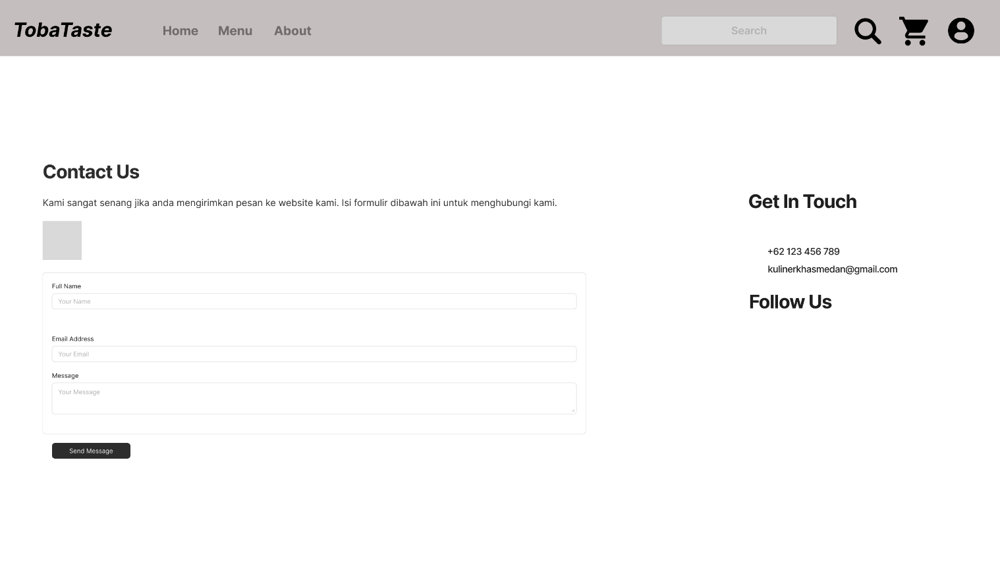 TobaTaste
Home Menu About
Search
Contact Us
Kami sangat senang jika anda mengirimkan pesan ke website kami. Isi formulir dibawah ini untuk menghubungi kami.
Full Name
Your Name
Email Address
Your Email
Message
Your Message
Send Message
Get In Touch
+62 123 456 789
kulinerkhasmedan@gmail.com
Follow Us